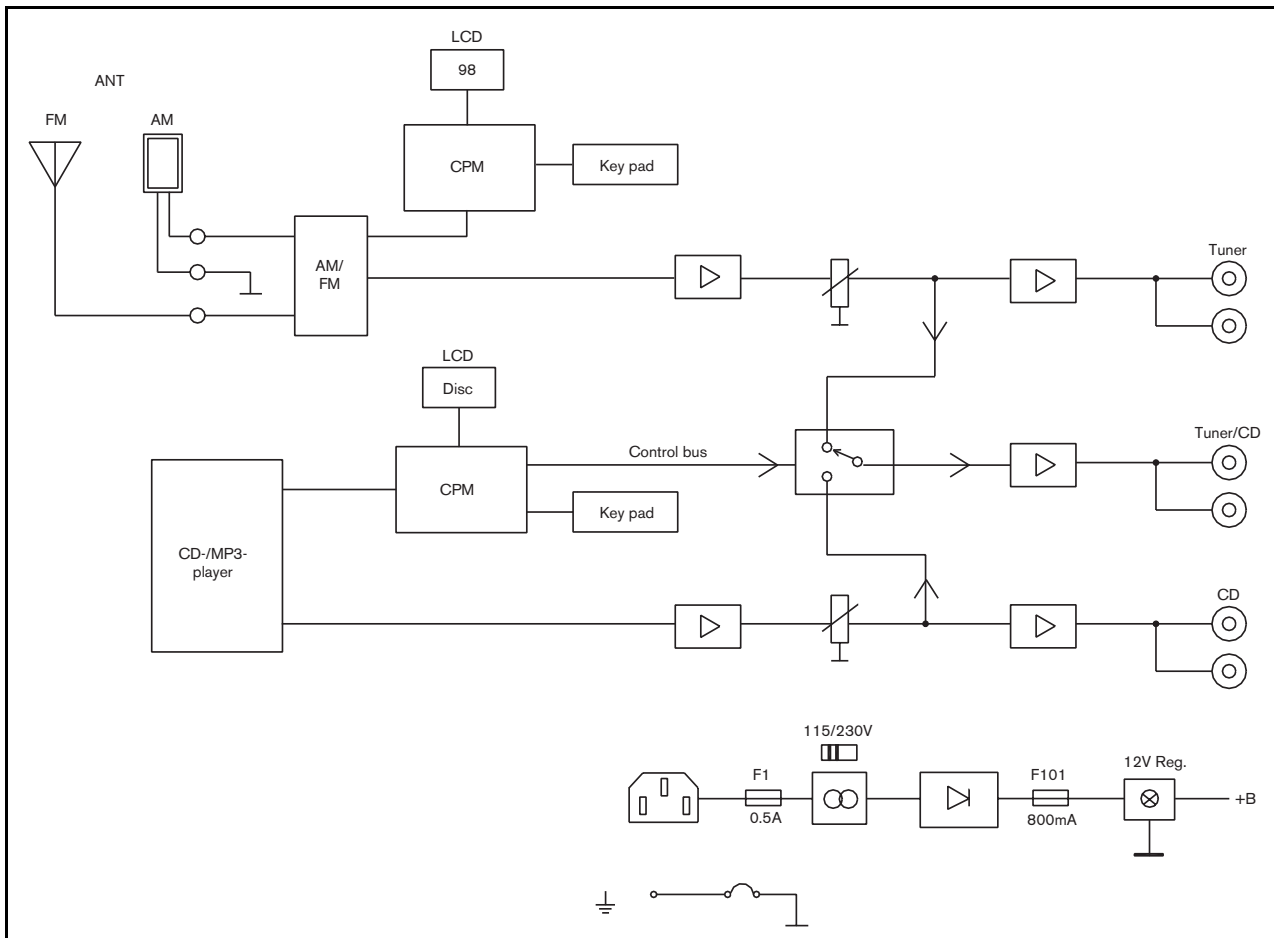 LCD
98
ANT
FM
AM
CPM
Key pad
AM/
FM
Tuner
LCD
Disc
Control bus
CPM
Key pad
Tuner/CD
CD-/MP3-
player
CD
115/230V
F1
0.5A
F101
800mA
12V Reg.
+B